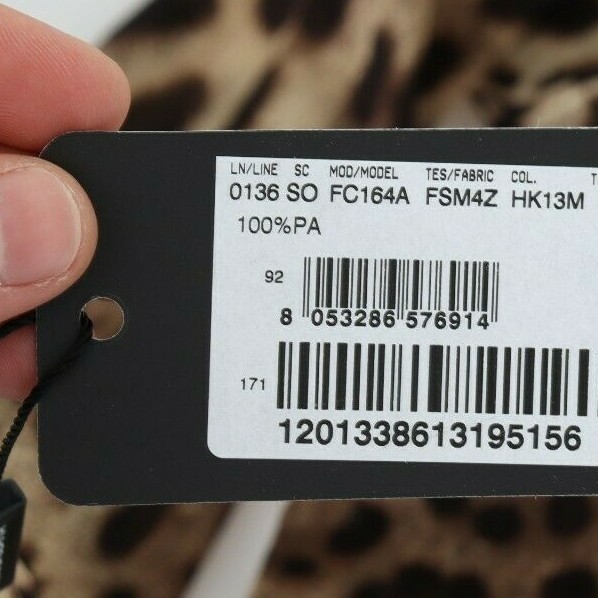 LN/LINE SC MOD/MODEL TES/FABRIC COL. T
0136 SO FC164A FSM4Z HK13M
100%PA
92
8 053286 576914
171
1201338613195156